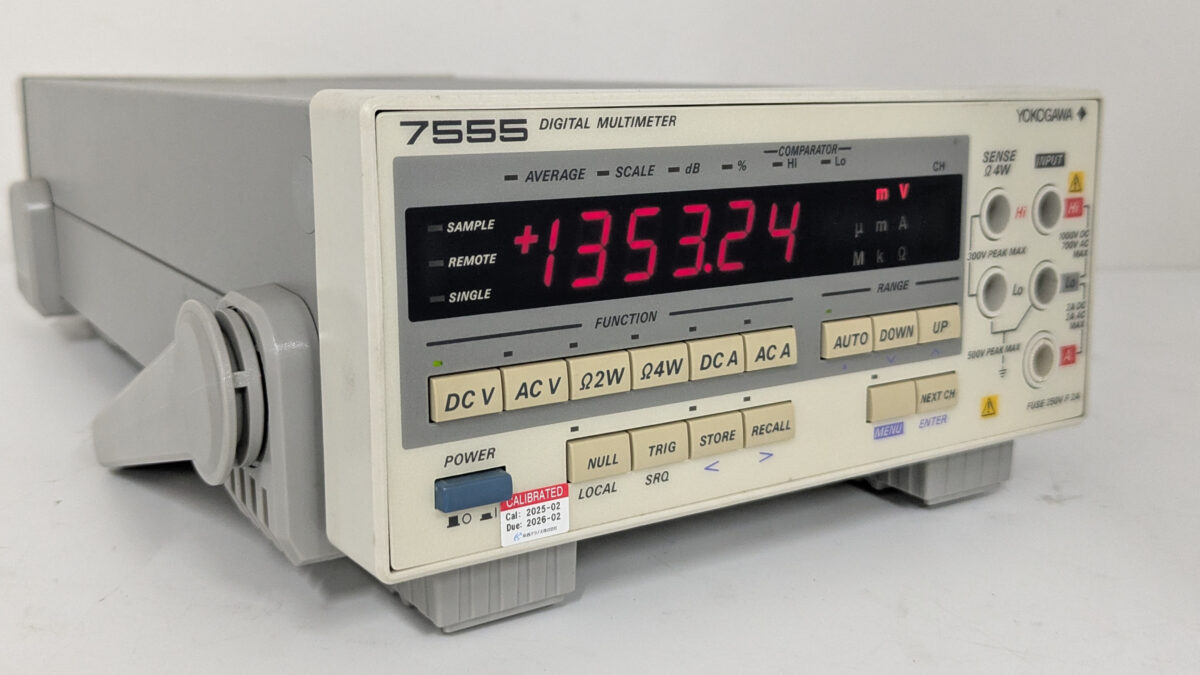 7555 DIGITAL MULTIMETER
YOKOGAWA
AVERAGE SCALE dB %
COMPARATOR
Hi Lo
CH
SAMPLE
REMOTE
SINGLE
+1353.24
m V
μ m A
M k Ω
FUNCTION
RANGE
DC V AC V Ω2W Ω4W DC A AC A
AUTO DOWN UP
POWER
NULL TRIG STORE RECALL
NEXT CH
LOCAL SRQ < >
MENU ENTER
CALIBRATED
Cal: 2025-02
Due: 2026-02
SENSE
Ω 4W
INPUT
Hi Hi
1000V DC
700V AC
MAX
300V PEAK MAX
Lo Lo
2A DC
2A AC
MAX
500V PEAK MAX
A
FUSE 250V F 2A